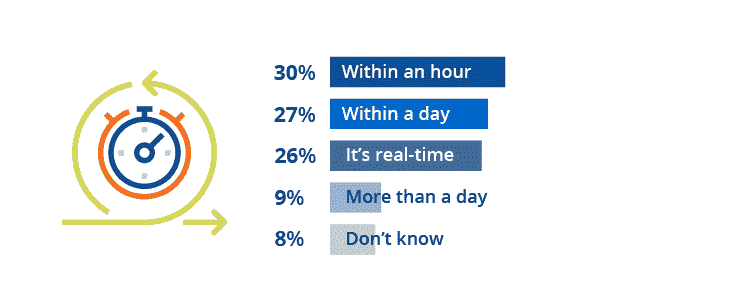 30% Within an hour
27% Within a day
26% It's real-time
9% More than a day
8% Don't know